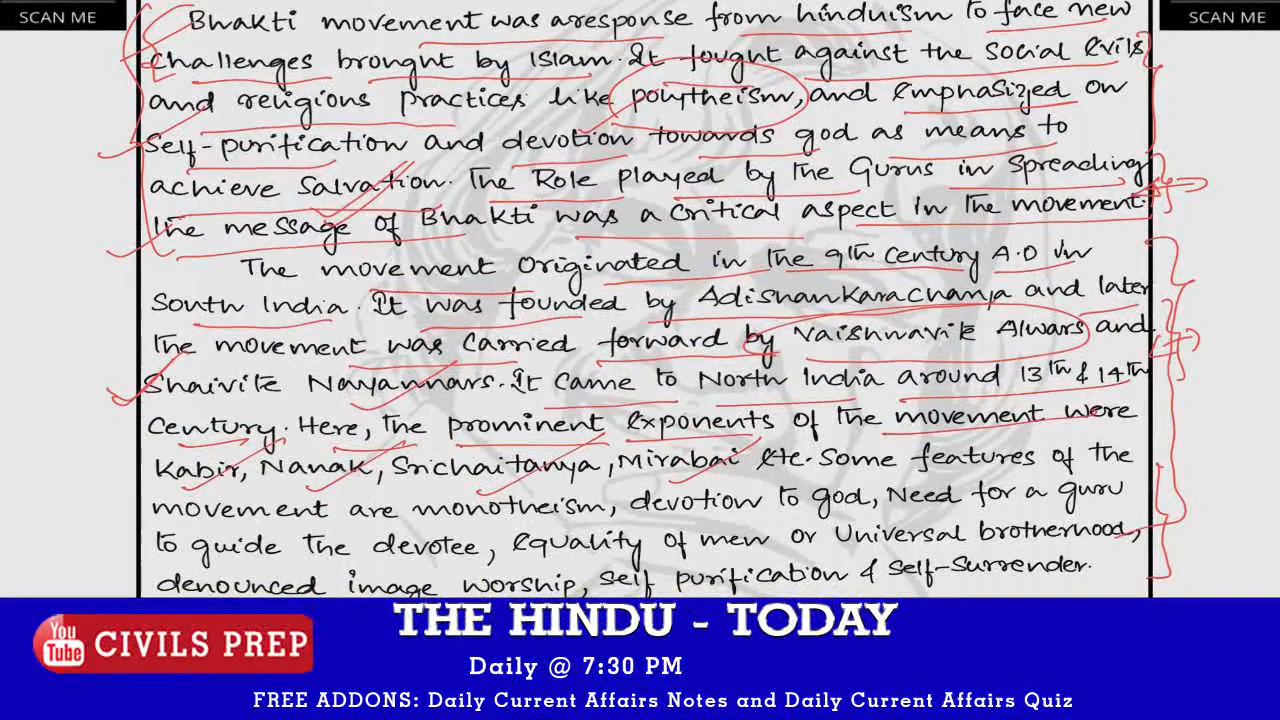 SCAN ME
SCAN ME
Bhakti movement was a response from hinduism to face new
challenges brought by Islam. It fought against the social evils
and religious practices like polytheism, and emphasized on
Self-purification and devotion towards god as means to
achieve Salvation. The Role played by the Gurus in Spreading
the message of Bhakti was a critical aspect in the movement.
The movement originated in the 9th century A.D in
South India. It was founded by Adishankaracharya and later
the movement was carried forward by Vaishnavik Alwars and
Shaivite Nayannars. It came to North India around 13th & 14th
Century. Here, the prominent exponents of the movement were
Kabir, Nanak, Srichaitanya, Mirabai etc. Some features of the
movement are monotheism, devotion to god, Need for a guru
to guide the devotee, equality of men or Universal brotherhood,
denounced image worship, self purification & self-surrender.
THE HINDU - TODAY
You Tube CIVILS PREP
Daily @ 7:30 PM
FREE ADDONS: Daily Current Affairs Notes and Daily Current Affairs Quiz